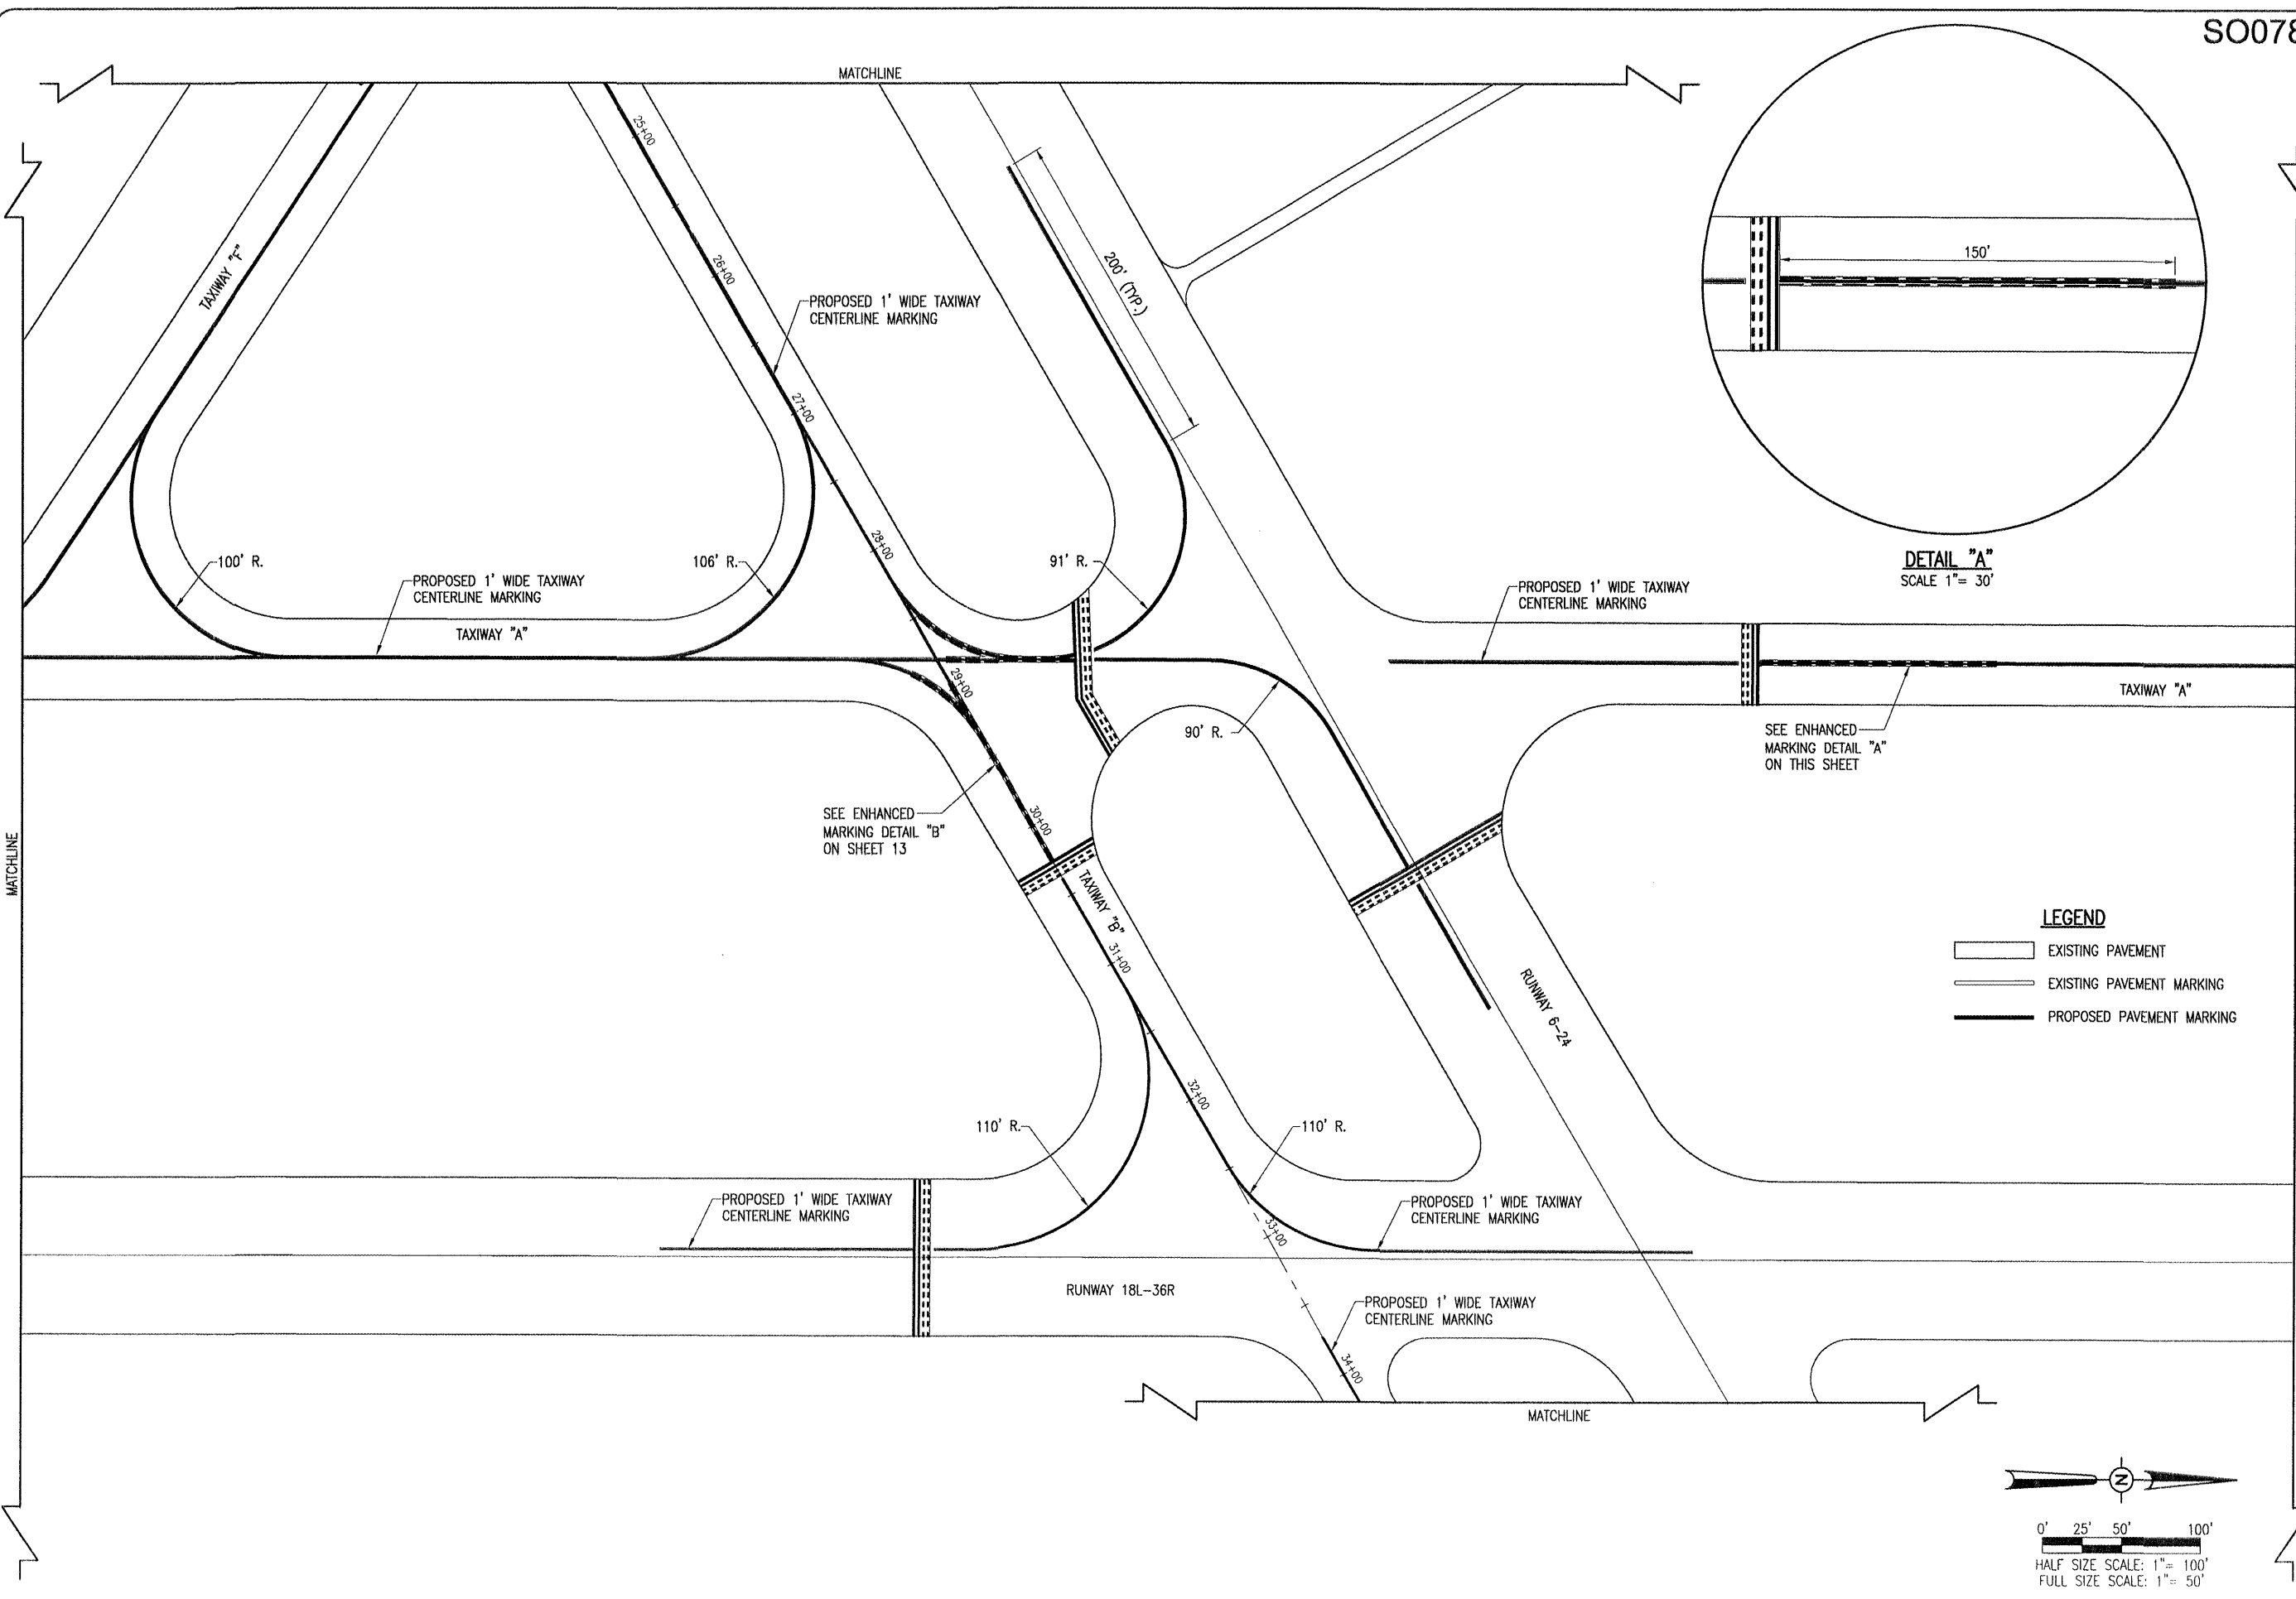 SO078
MATCHLINE
25+00
26+00
27+00
28+00
29+00
30+00
31+00
32+00
33+00
34+00
TAXIWAY "F"
PROPOSED 1' WIDE TAXIWAY
CENTERLINE MARKING
200' (TYP.)
150'
DETAIL "A"
SCALE 1"= 30'
100' R.
106' R.
91' R.
PROPOSED 1' WIDE TAXIWAY
CENTERLINE MARKING
TAXIWAY "A"
PROPOSED 1' WIDE TAXIWAY
CENTERLINE MARKING
TAXIWAY "A"
90' R.
SEE ENHANCED
MARKING DETAIL "A"
ON THIS SHEET
SEE ENHANCED
MARKING DETAIL "B"
ON SHEET 13
MATCHLINE
TAXIWAY "B"
RUNWAY 6-24
LEGEND
EXISTING PAVEMENT
EXISTING PAVEMENT MARKING
PROPOSED PAVEMENT MARKING
110' R.
110' R.
PROPOSED 1' WIDE TAXIWAY
CENTERLINE MARKING
PROPOSED 1' WIDE TAXIWAY
CENTERLINE MARKING
RUNWAY 18L-36R
PROPOSED 1' WIDE TAXIWAY
CENTERLINE MARKING
MATCHLINE
N
0' 25' 50' 100'
HALF SIZE SCALE: 1"= 100'
FULL SIZE SCALE: 1"= 50'